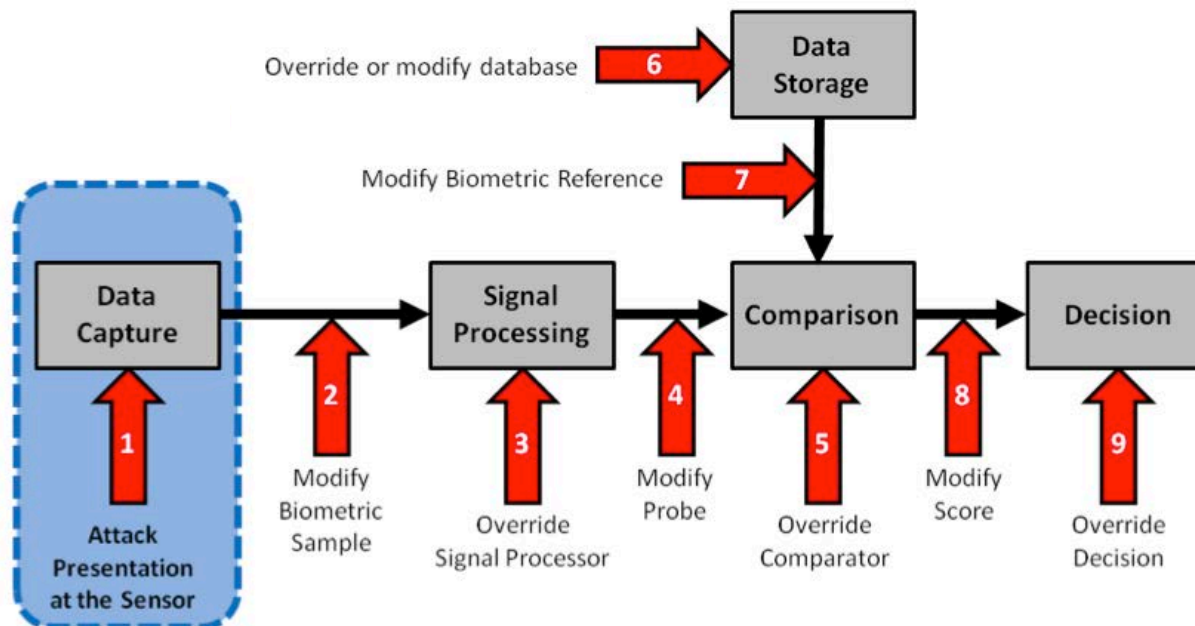 Override or modify database
6
Data
Storage
Modify Biometric Reference
7
Data
Capture
Signal
Processing
Comparison
Decision
1
2
3
4
5
8
9
Attack
Presentation
at the Sensor
Modify
Biometric
Sample
Override
Signal Processor
Modify
Probe
Override
Comparator
Modify
Score
Override
Decision